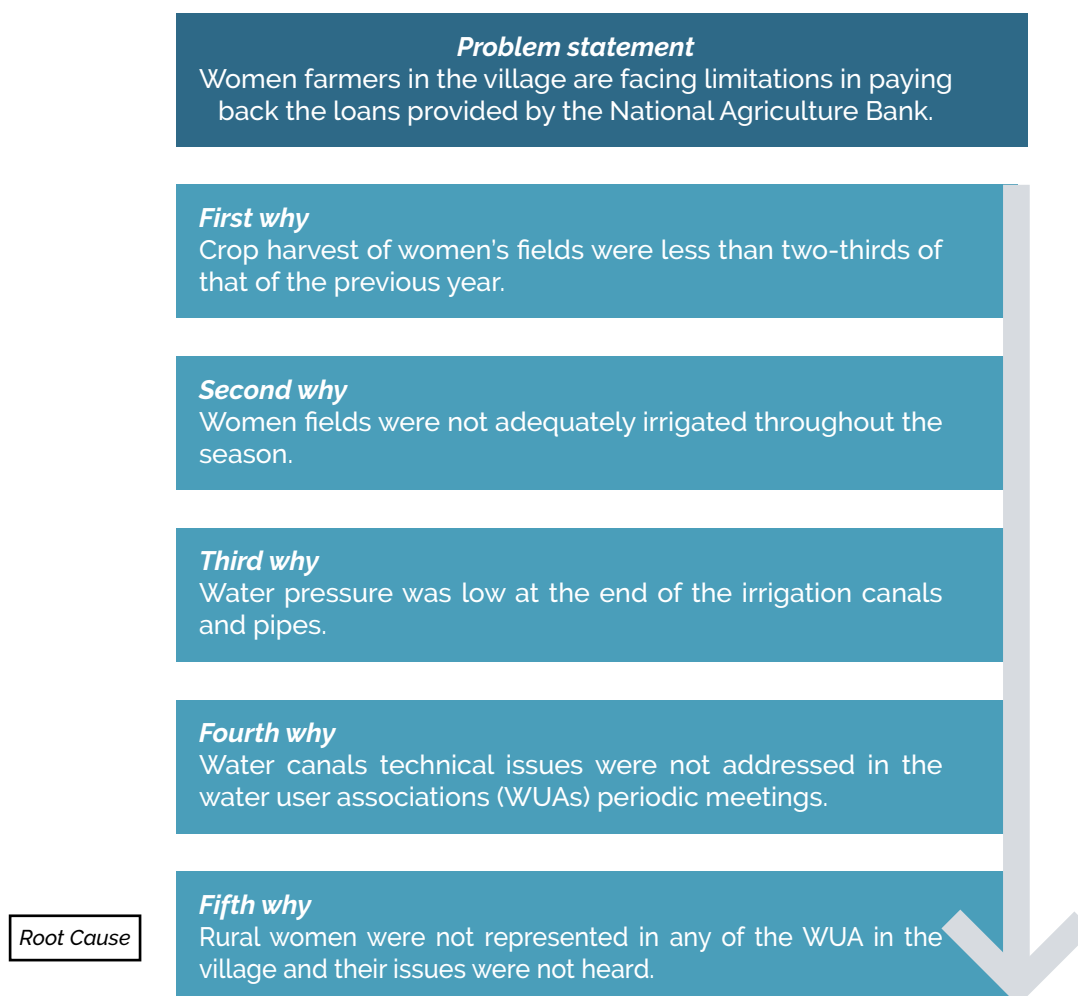 Problem statement
Women farmers in the village are facing limitations in paying
back the loans provided by the National Agriculture Bank.
First why
Crop harvest of women's fields were less than two-thirds of
that of the previous year.
Second why
Women fields were not adequately irrigated throughout the
season.
Third why
Water pressure was low at the end of the irrigation canals
and pipes.
Fourth why
Water canals technical issues were not addressed in the
water user associations (WUAs) periodic meetings.
Root Cause
Fifth why
Rural women were not represented in any of the WUA in the
village and their issues were not heard.